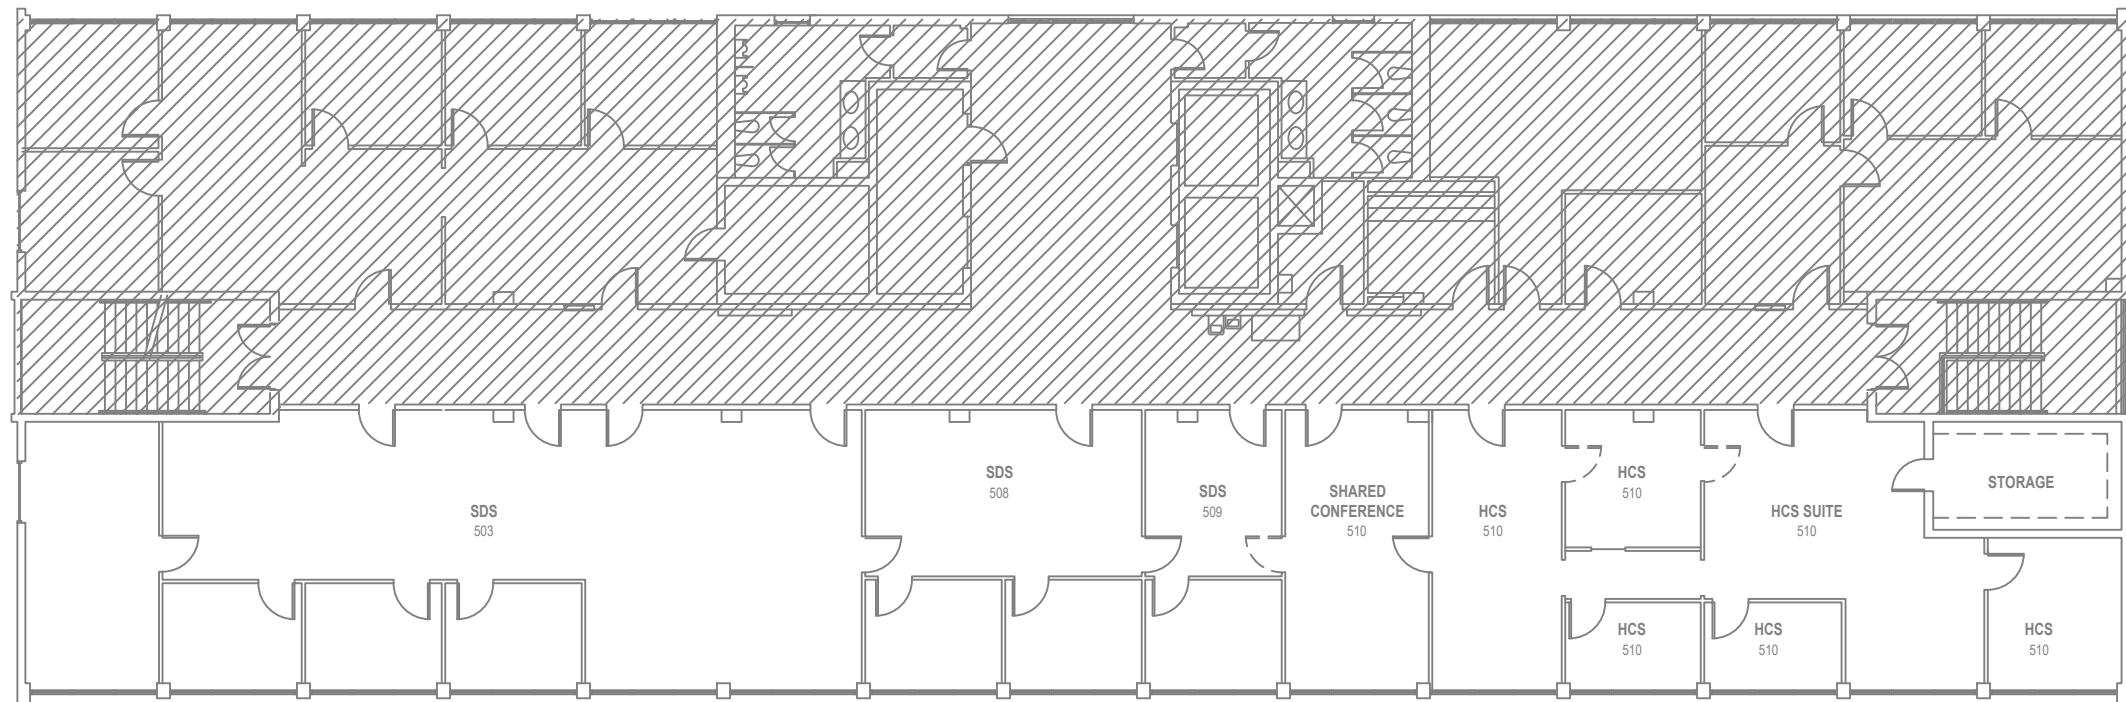 SDS
503
SDS
508
SDS
509
SHARED
CONFERENCE
510
HCS
510
HCS
510
HCS SUITE
510
STORAGE
HCS
510
HCS
510
HCS
510